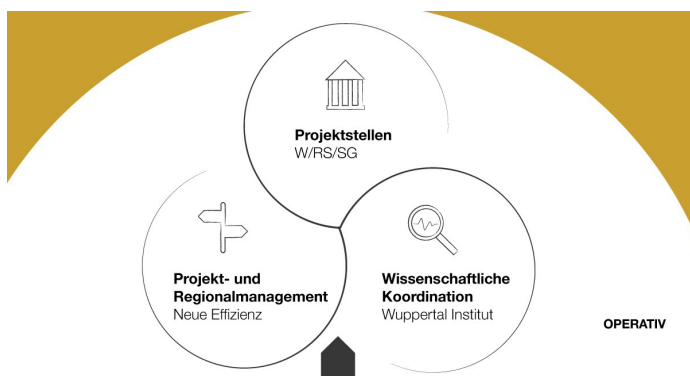 Projektstellen
W/RS/SG
Projekt- und
Regionalmanagement
Neue Effizienz
Wissenschaftliche
Koordination
Wuppertal Institut
OPERATIV